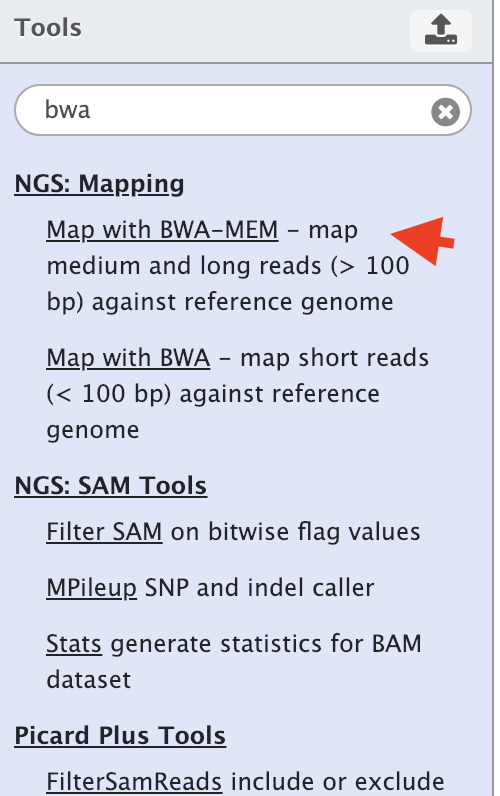 Tools
bwa
NGS: Mapping
Map with BWA-MEM - map
medium and long reads (> 100
bp) against reference genome
Map with BWA - map short reads
(< 100 bp) against reference
genome
NGS: SAM Tools
Filter SAM on bitwise flag values
MPileup SNP and indel caller
Stats generate statistics for BAM
dataset
Picard Plus Tools
FilterSamReads include or exclude